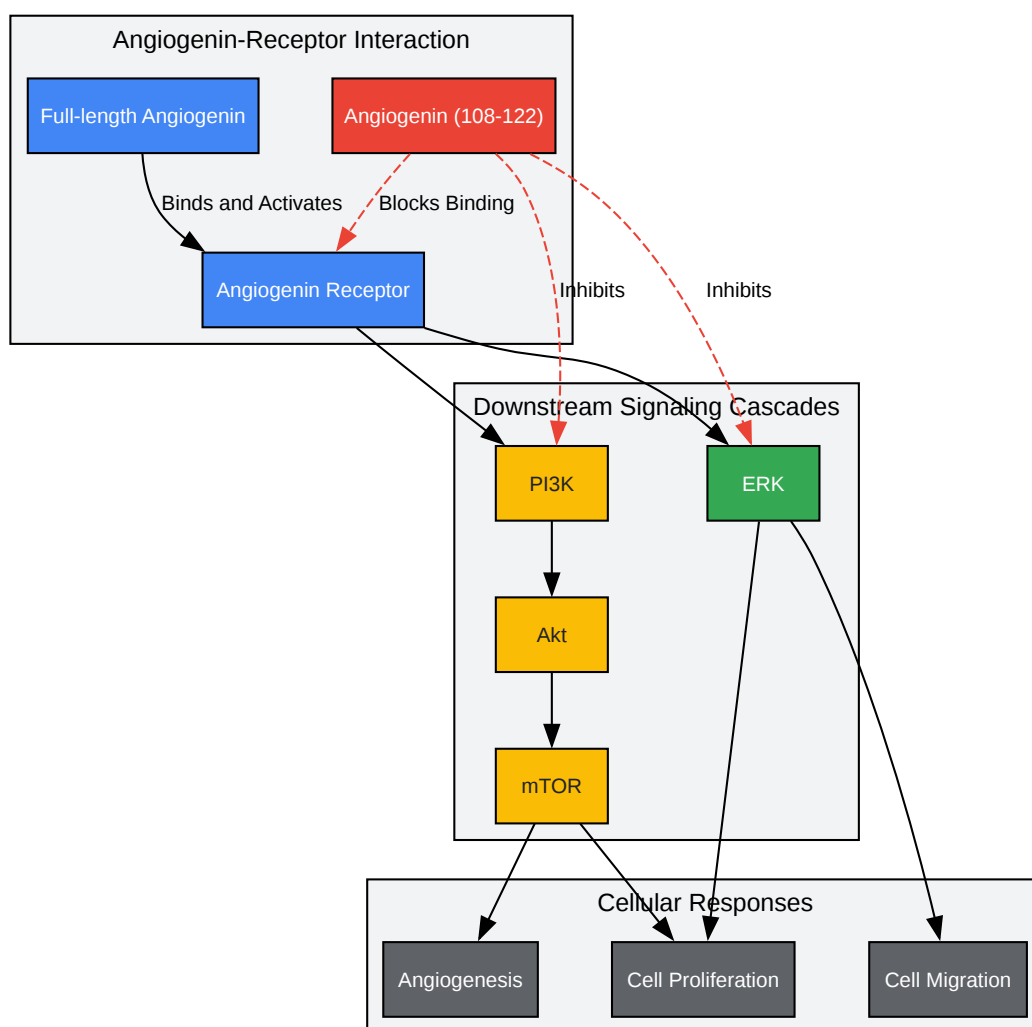 Angiogenin-Receptor Interaction
Full-length Angiogenin
Angiogenin (108-122)
Binds and Activates
Blocks Binding
Angiogenin Receptor
Inhibits
Inhibits
Downstream Signaling Cascades
PI3K
ERK
Akt
mTOR
Cellular Responses
Angiogenesis
Cell Proliferation
Cell Migration